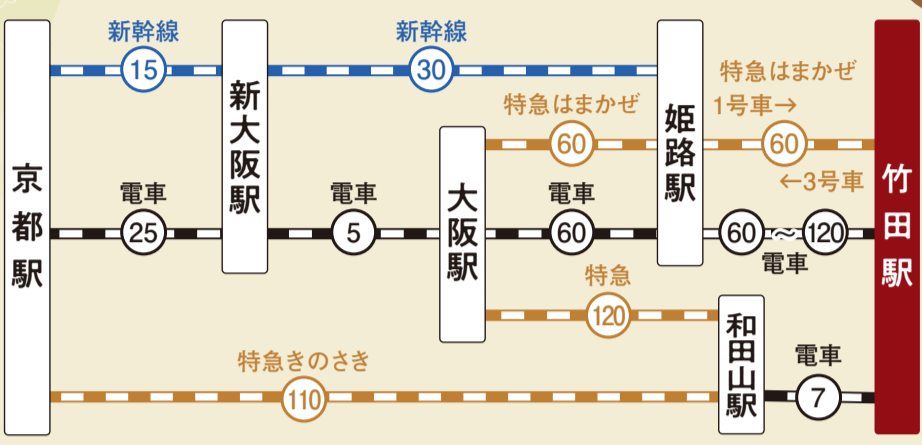 京都駅
新幹線
15
新大阪駅
新幹線
30
姫路駅
特急はまかぜ
1号車→
60
←3号車
竹田駅
特急はまかぜ
60
大阪駅
電車
25
電車
5
電車
60
60～120
電車
特急
120
和田山駅
特急きのさき
110
電車
7